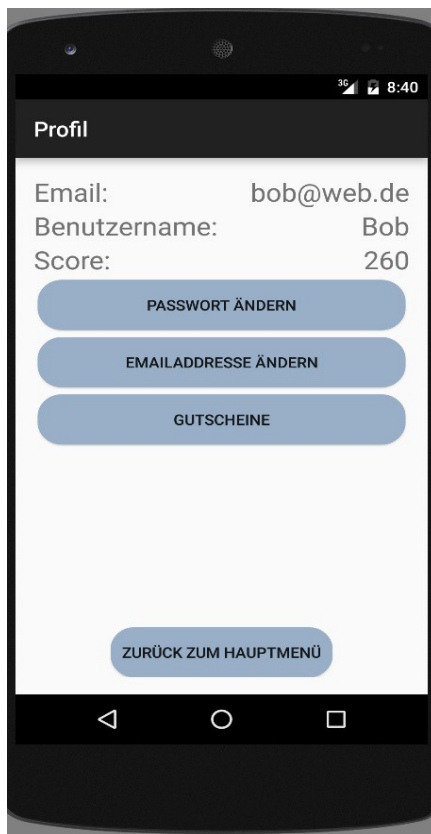 3G 8:40
Profil
Email: bob@web.de
Benutzername: Bob
Score: 260
PASSWORT ÄNDERN
EMAILADDRESSE ÄNDERN
GUTSCHEINE
ZURÜCK ZUM HAUPTMENÜ